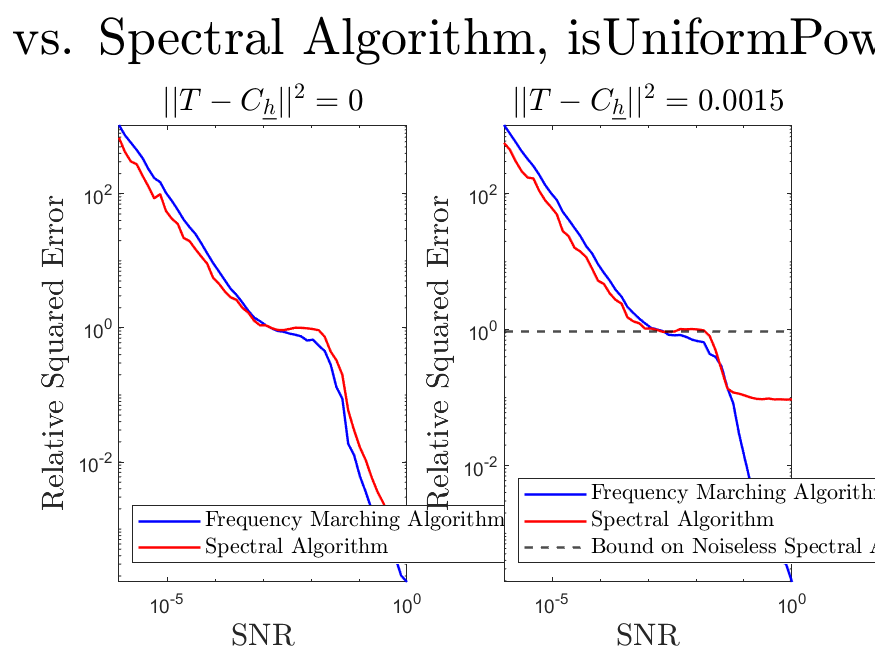 vs. Spectral Algorithm, isUniformPow
||T − C_h||² = 0
Relative Squared Error
10²
10⁰
10⁻²
10⁻⁵
10⁰
SNR
Frequency Marching Algorithm
Spectral Algorithm
||T − C_h||² = 0.0015
Relative Squared Error
10²
10⁰
10⁻²
10⁻⁵
10⁰
SNR
Frequency Marching Algorith
Spectral Algorithm
Bound on Noiseless Spectral A